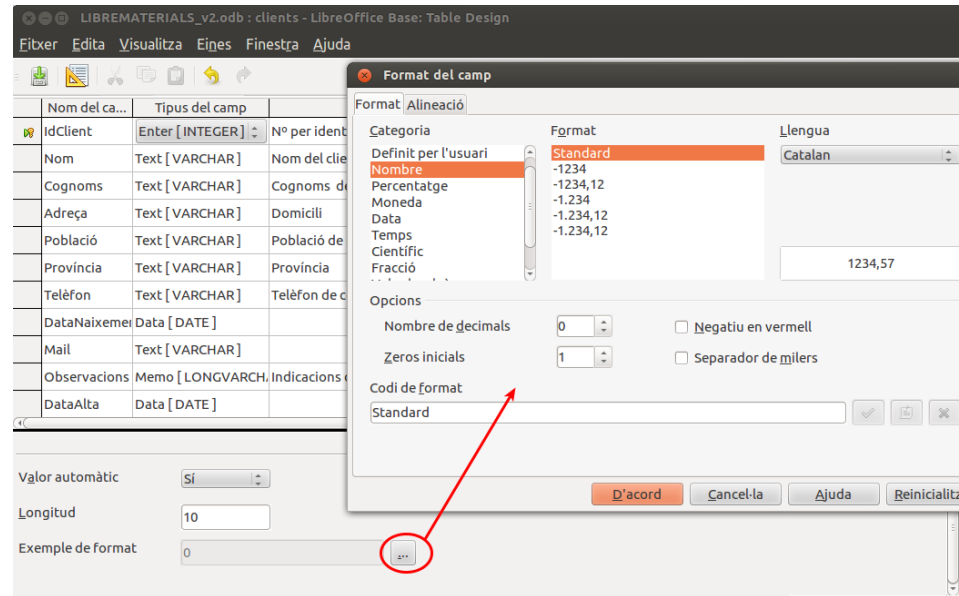 LIBREMATERIALS_v2.odb : clients - LibreOffice Base: Table Design
Fitxer Edita Visualitza Eines Finestra Ajuda
Nom del ca... Tipus del camp
IdClient Enter [ INTEGER ] Nº per ident
Nom Text [ VARCHAR ] Nom del clie
Cognoms Text [ VARCHAR ] Cognoms de
Adreça Text [ VARCHAR ] Domicili
Població Text [ VARCHAR ] Població de
Província Text [ VARCHAR ] Província
Telèfon Text [ VARCHAR ] Telèfon de c
DataNaixemen Data [ DATE ]
Mail Text [ VARCHAR ]
Observacions Memo [ LONGVARCHA Indicacions
DataAlta Data [ DATE ]
Valor automàtic Sí
Longitud 10
Exemple de format 0 ...
Format del camp
Format Alineació
Categoria
Definit per l'usuari
Nombre
Percentatge
Moneda
Data
Temps
Científic
Fracció
Format
Standard
-1234
-1234,12
-1.234
-1.234,12
-1.234,12
Llengua
Catalan
1234,57
Opcions
Nombre de decimals 0
Negatiu en vermell
Zeros inicials 1
Separador de milers
Codi de format
Standard
D'acord Cancel·la Ajuda Reinicialitz